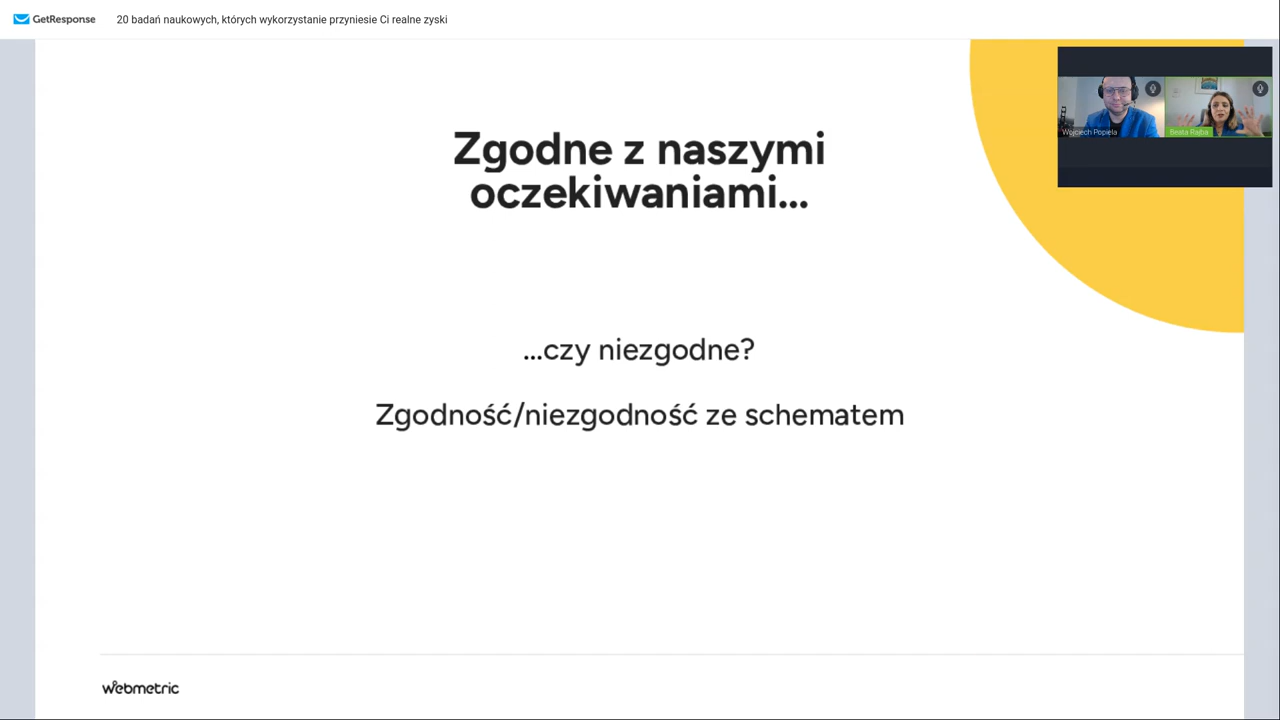 GetResponse
20 badań naukowych, których wykorzystanie przyniesie Ci realne zyski
Wojciech Popiela
Beata Rajba
Zgodne z naszymi
oczekiwaniami...
...czy niezgodne?
Zgodność/niezgodność ze schematem
webmetric